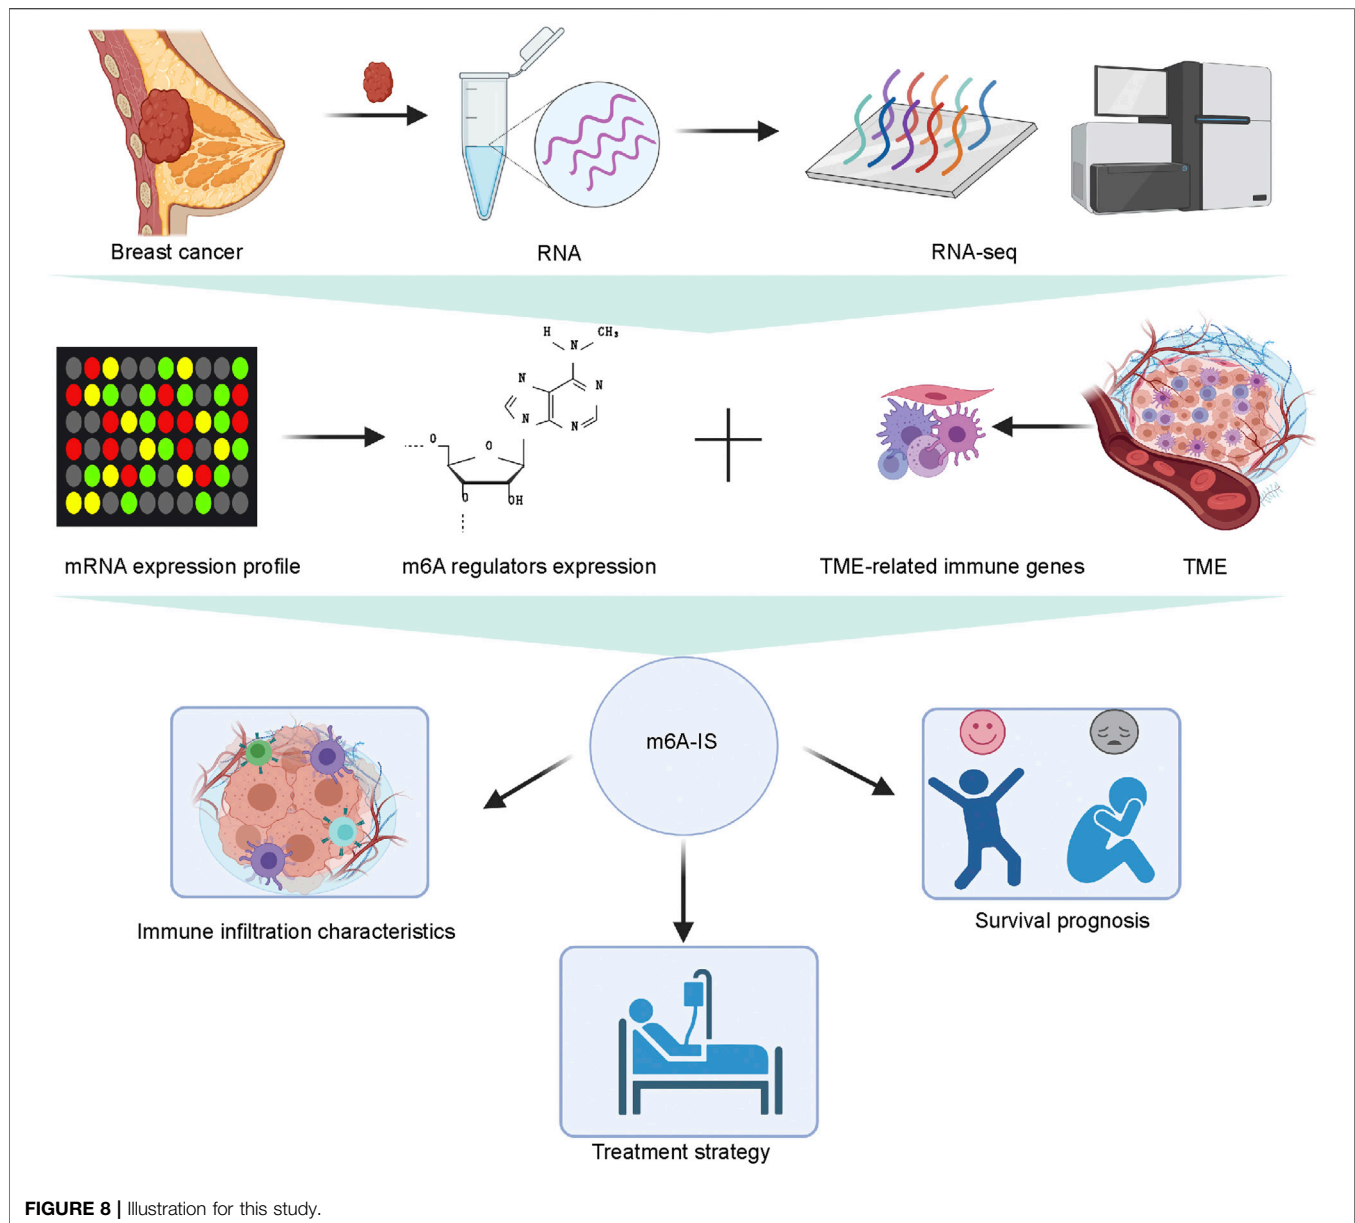 Breast cancer
RNA
RNA-seq
H
CH3
N
N
N
N
N
O
O
O
OH
mRNA expression profile
m6A regulators expression
TME-related immune genes
TME
m6A-IS
Immune infiltration characteristics
Survival prognosis
Treatment strategy
FIGURE 8 | Illustration for this study.